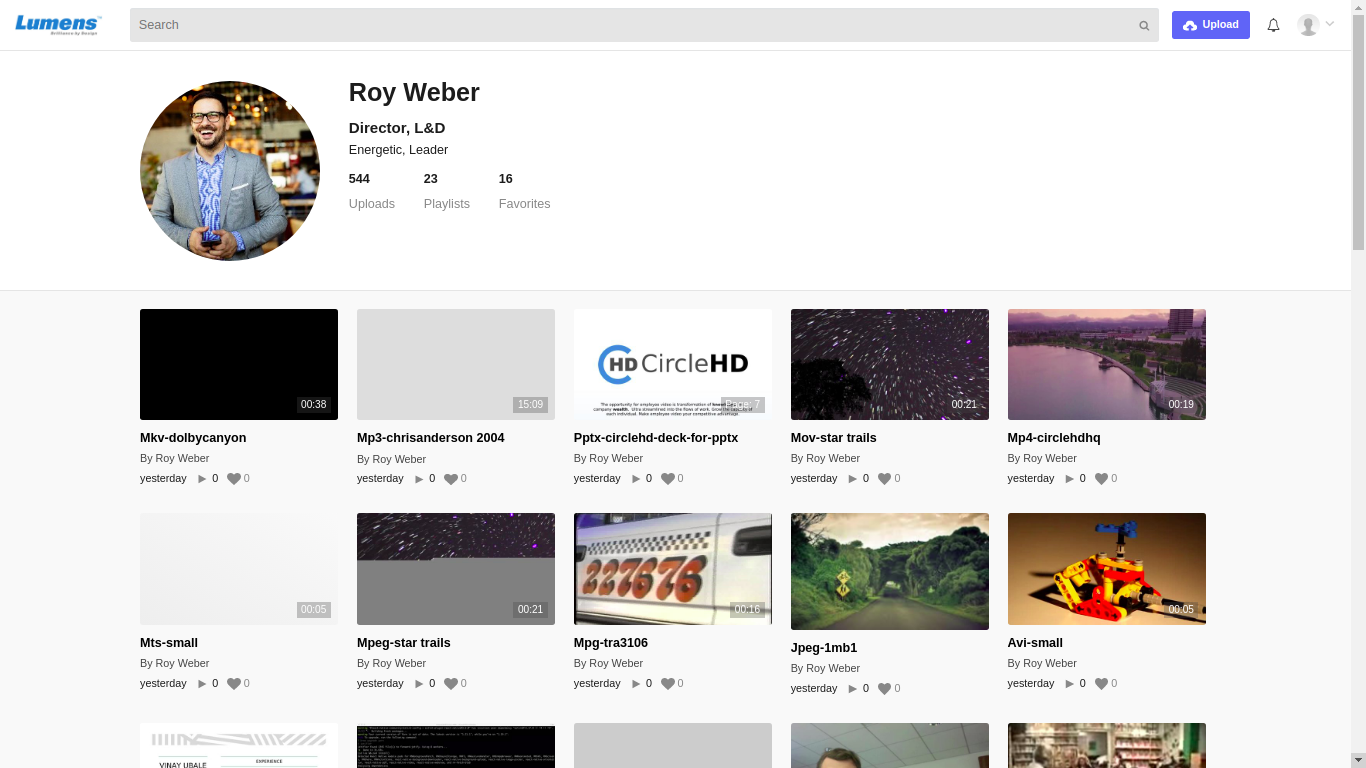 Lumens
Brilliance by Design
Search
Upload
Roy Weber
Director, L&D
Energetic, Leader
544 23 16
Uploads Playlists Favorites
00:38
15:09
HD CircleHD
Page: 7
00:21
00:19
Mkv-dolbycanyon
By Roy Weber
yesterday 0 0
Mp3-chrisanderson 2004
By Roy Weber
yesterday 0 0
Pptx-circlehd-deck-for-pptx
By Roy Weber
yesterday 0 0
Mov-star trails
By Roy Weber
yesterday 0 0
Mp4-circlehdhq
By Roy Weber
yesterday 0 0
00:05
00:21
227676
00:16
00:05
Mts-small
By Roy Weber
yesterday 0 0
Mpeg-star trails
By Roy Weber
yesterday 0 0
Mpg-tra3106
By Roy Weber
yesterday 0 0
Jpeg-1mb1
By Roy Weber
yesterday 0 0
Avi-small
By Roy Weber
yesterday 0 0
VINAY UBALE
EXPERIENCE